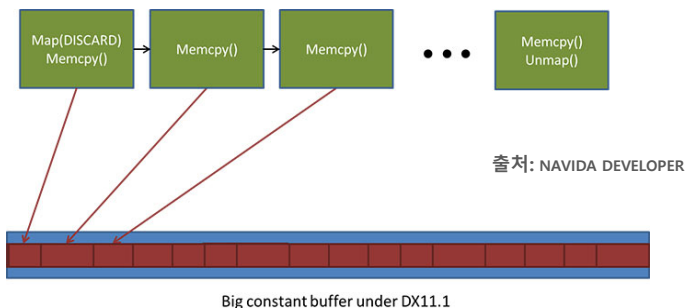 Map(DISCARD)
Memcpy()
Memcpy()
Memcpy()
Memcpy()
Unmap()
출처: NAVIDA DEVELOPER
Big constant buffer under DX11.1